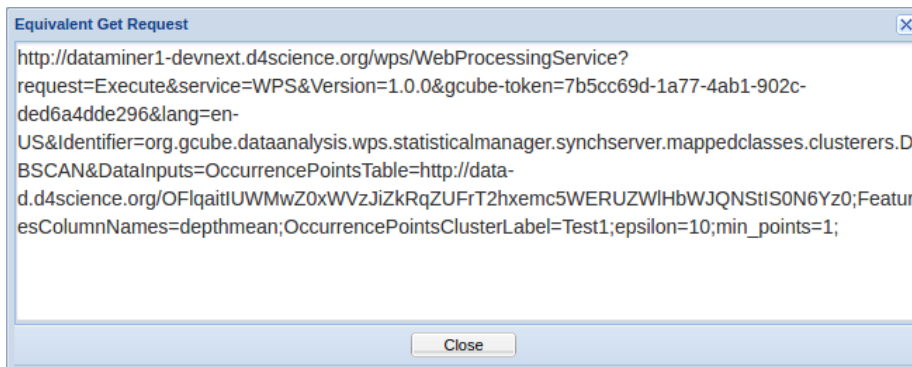 Equivalent Get Request
http://dataminer1-devnext.d4science.org/wps/WebProcessingService?
request=Execute&service=WPS&Version=1.0.0&gcube-token=7b5cc69d-1a77-4ab1-902c-
ded6a4dde296&lang=en-
US&Identifier=org.gcube.dataanalysis.wps.statisticalmanager.synchserver.mappedclasses.clusterers.D
BSCAN&DataInputs=OccurrencePointsTable=http://data-
d.d4science.org/OFlqaitIUWMwZ0xWVzJiZkRqZUFrT2hxemc5WERUZWlHbWJQNStIS0N6Yz0;Featur
esColumnNames=depthmean;OccurrencePointsClusterLabel=Test1;epsilon=10;min_points=1;
Close